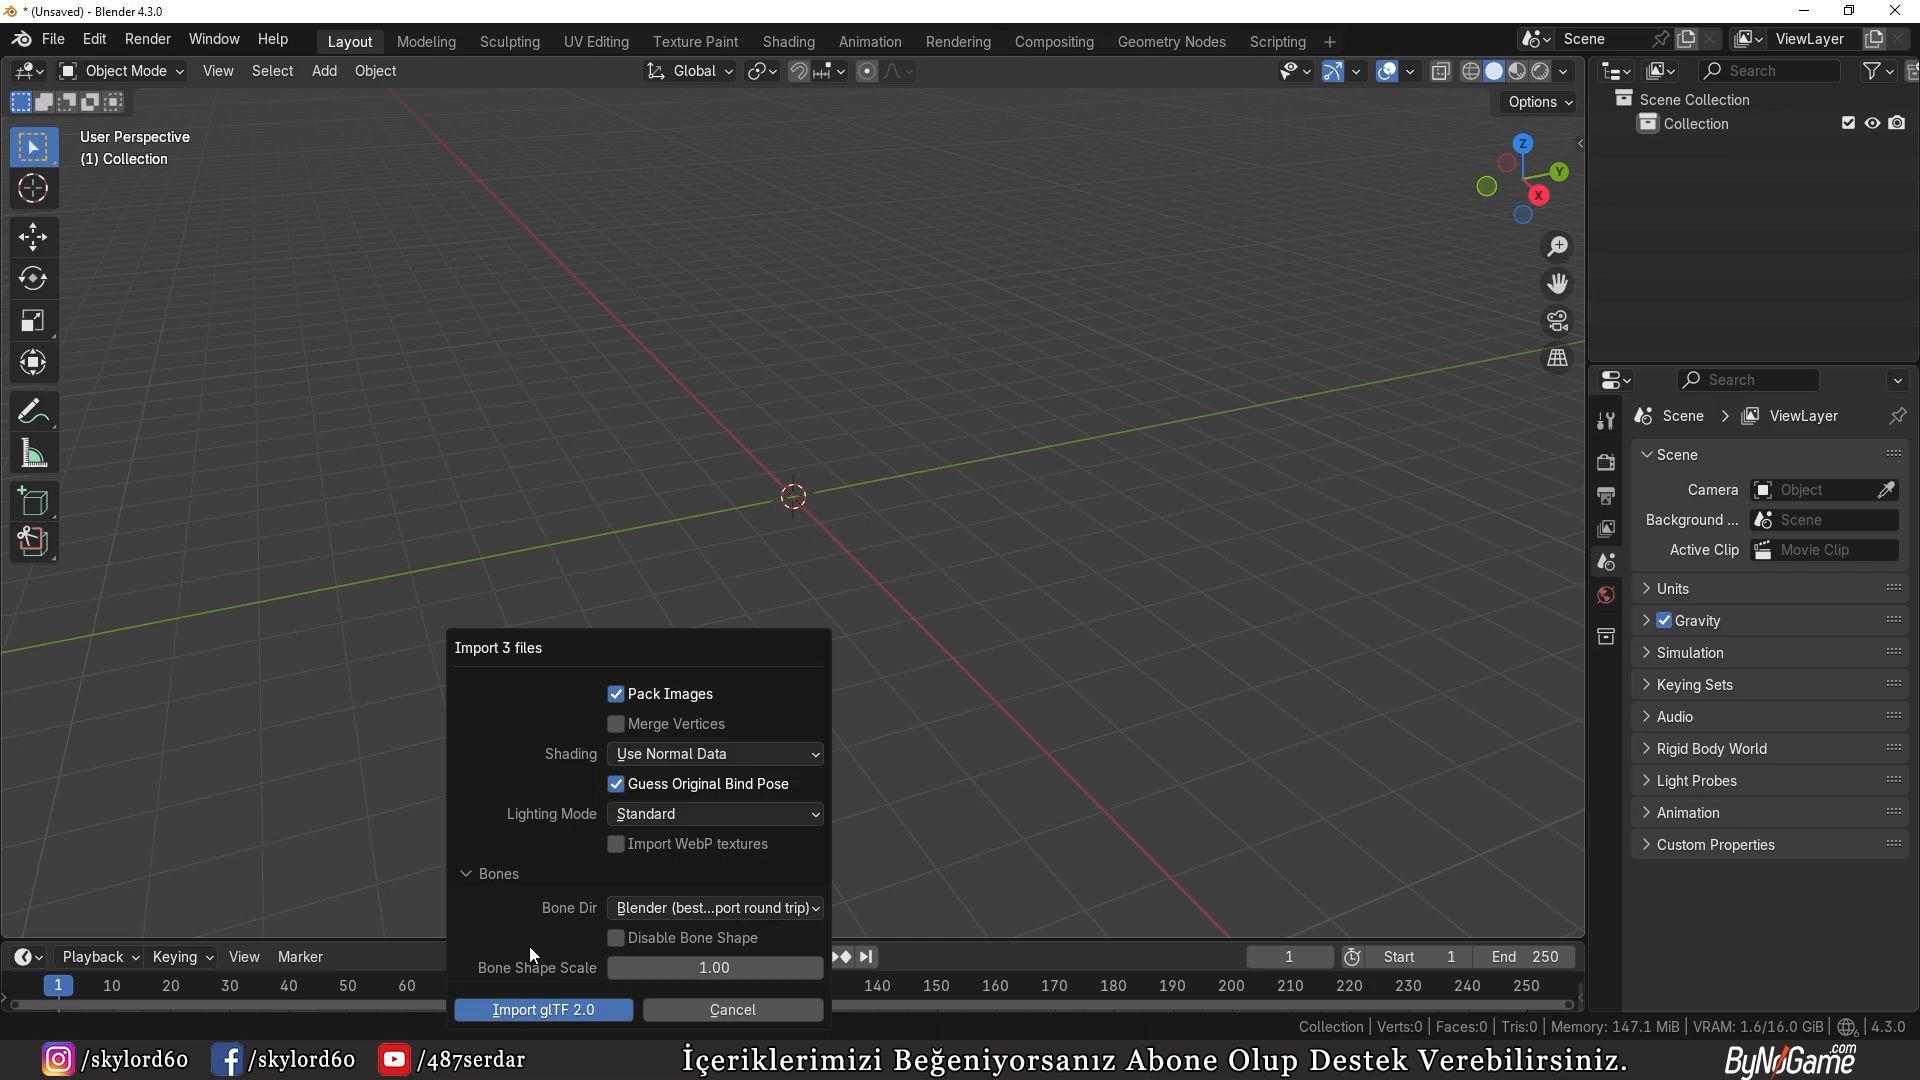 * (Unsaved) - Blender 4.3.0
File Edit Render Window Help Layout Modeling Sculpting UV Editing Texture Paint Shading Animation Rendering Compositing Geometry Nodes Scripting + Scene ViewLayer
Object Mode View Select Add Object Global Search
Options
User Perspective
(1) Collection
Z
Y
X
Scene Collection
Collection
Search
Scene > ViewLayer
Scene
Camera Object
Background ... Scene
Active Clip Movie Clip
Units
Gravity
Simulation
Keying Sets
Audio
Rigid Body World
Light Probes
Animation
Custom Properties
Import 3 files
Pack Images
Merge Vertices
Shading Use Normal Data
Guess Original Bind Pose
Lighting Mode Standard
Import WebP textures
Bones
Bone Dir Blender (best...port round trip)
Disable Bone Shape
Bone Shape Scale 1.00
Import glTF 2.0 Cancel
Playback Keying View Marker 1 Start 1 End 250
1 10 20 30 40 50 60 140 150 160 170 180 190 200 210 220 230 240 250
Collection | Verts:0 | Faces:0 | Tris:0 | Memory: 147.1 MiB | VRAM: 1.6/16.0 GiB | 4.3.0
/skylord60 /skylord60 /487serdar İçeriklerimizi Beğeniyorsanız Abone Olup Destek Verebilirsiniz. ByNoGame.com